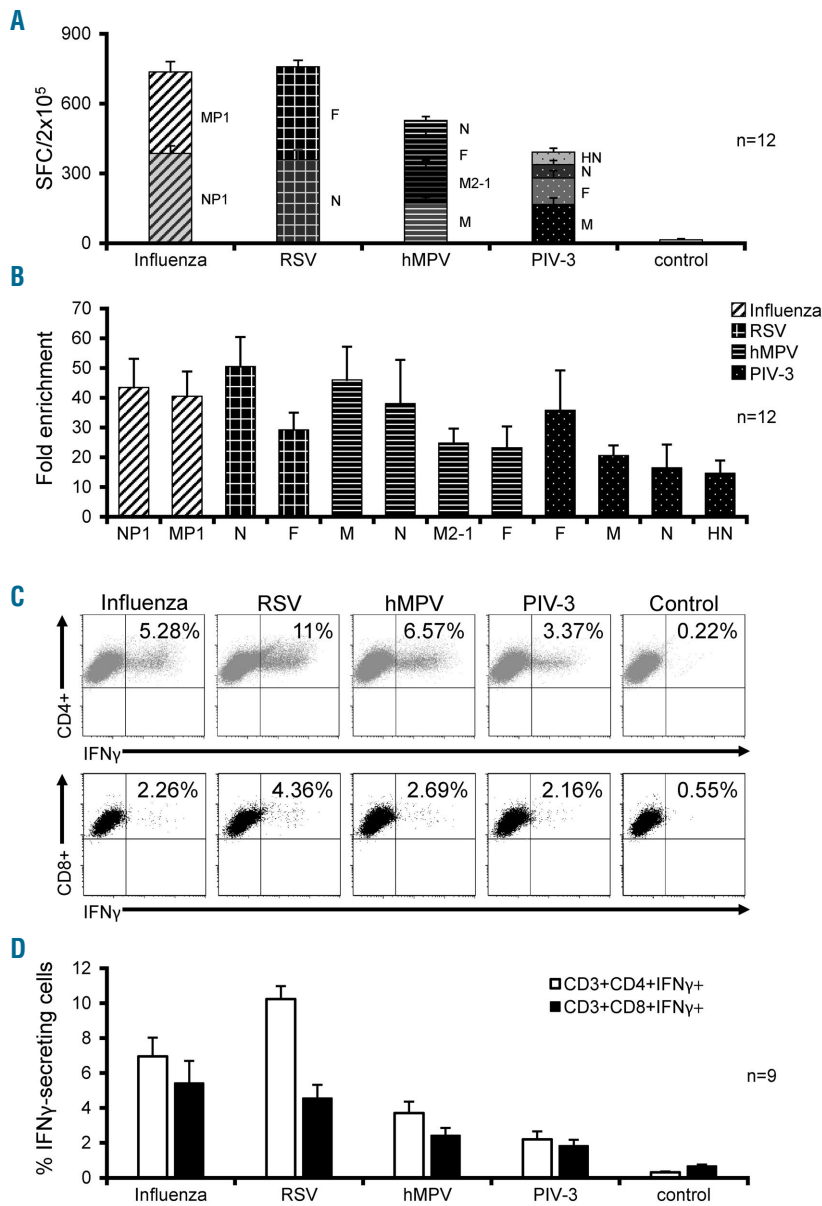 A
900
600
300
0
SFC/2x10⁵
MP1
NP1
F
N
N
F
M2-1
M
HN
N
F
M
n=12
Influenza RSV hMPV PIV-3 control
B
70
60
50
40
30
20
10
0
Fold enrichment
Influenza
RSV
hMPV
PIV-3
n=12
NP1 MP1 N F M N M2-1 F F M N HN
C
Influenza RSV hMPV PIV-3 Control
5.28% 11% 6.57% 3.37% 0.22%
CD4+
IFNγ
2.26% 4.36% 2.69% 2.16% 0.55%
CD8+
IFNγ
D
12
10
8
6
4
2
0
% IFNγ-secreting cells
CD3+CD4+IFNγ+
CD3+CD8+IFNγ+
n=9
Influenza RSV hMPV PIV-3 control